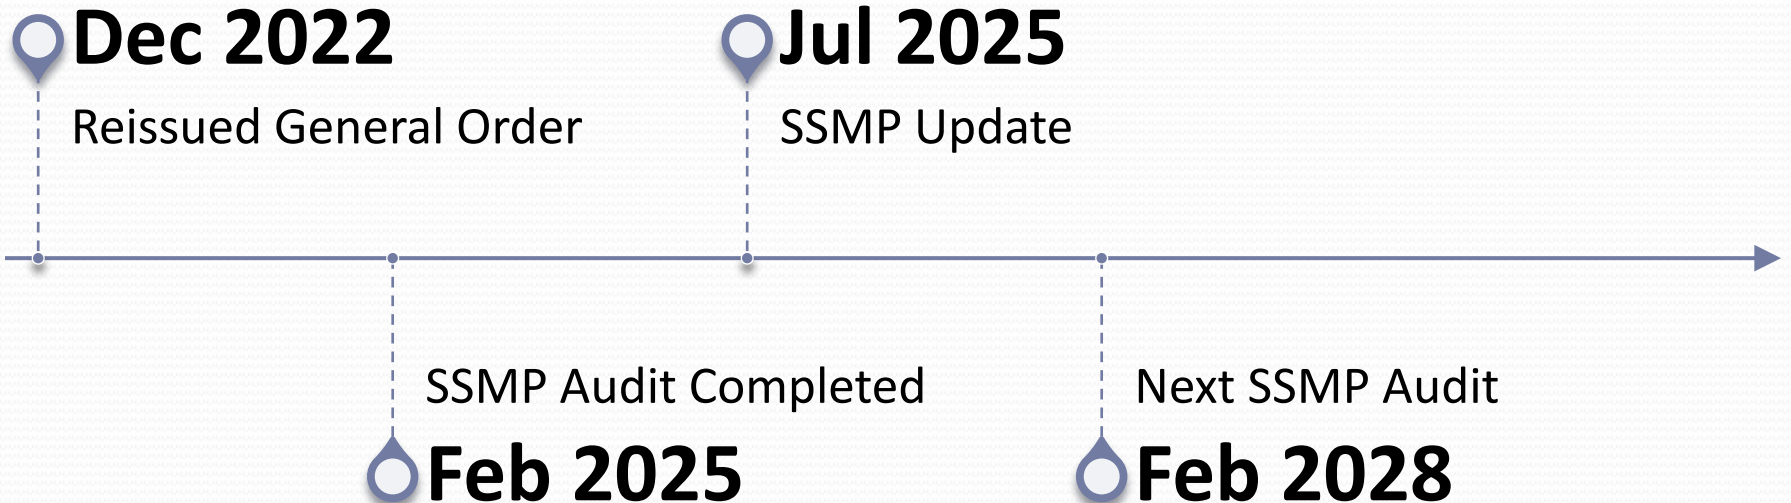 Dec 2022
Reissued General Order
SSMP Audit Completed
Feb 2025
Jul 2025
SSMP Update
Next SSMP Audit
Feb 2028